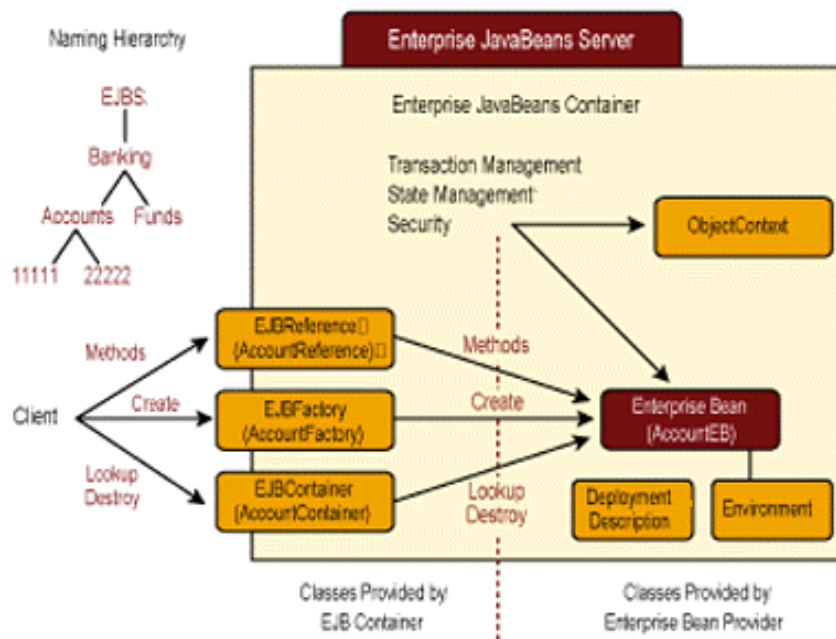 Naming Hierarchy
EJBS:
Banking
Accounts Funds
11111 22222
Enterprise JavaBeans Server
Enterprise JavaBeans Container
Transaction Management
State Management
Security
ObjectContext
EJBReference
(AccountReference)
Methods
Methods
Client
Create
EJBFactory
(AccountFactory)
Create
Enterprise Bean
(AccourtEB)
Lookup
Destroy
EJBContainer
(AccountContainer)
Lookup
Destroy
Deployment
Description
Environment
Classes Provided by
EJB Container
Classes Provided by
Enterprise Bean Provider